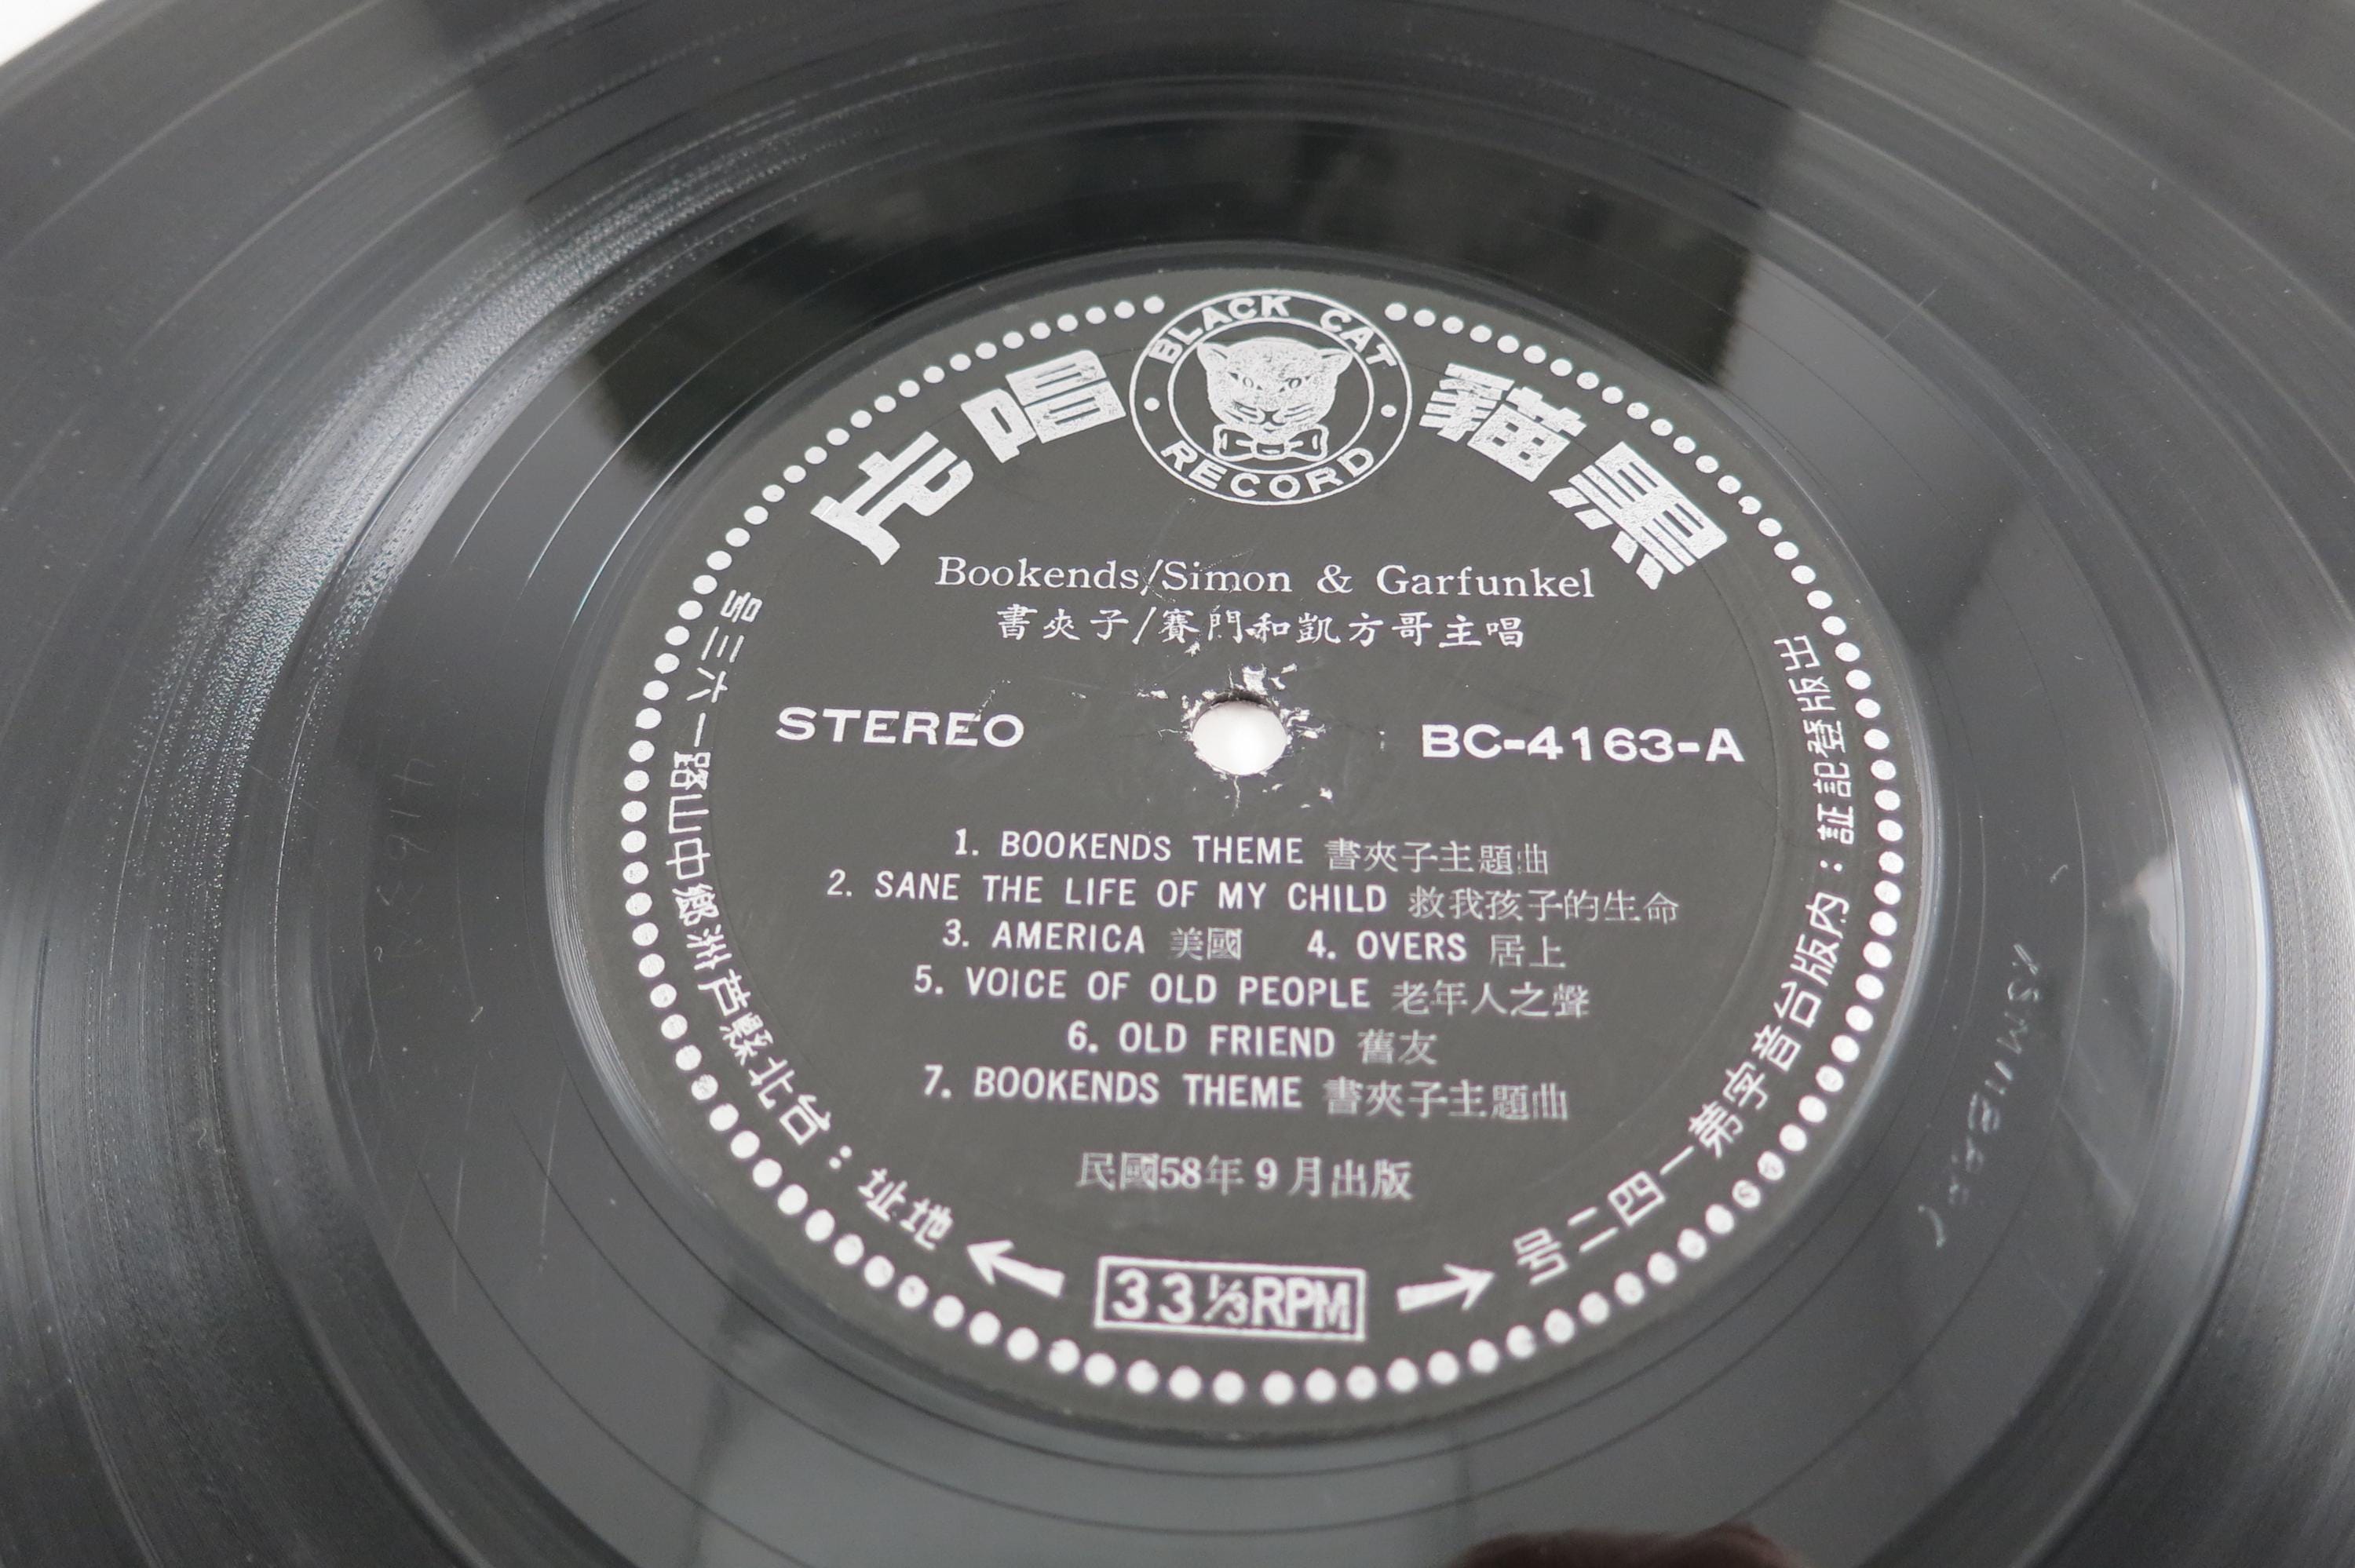 BLACK CAT
RECORD
黑貓
唱片
Bookends/Simon & Garfunkel
書夾子/賽門和凱方哥主唱
STEREO
BC-4163-A
1. BOOKENDS THEME 書夾子主題曲
2. SANE THE LIFE OF MY CHILD 救我孩子的生命
3. AMERICA 美國 4. OVERS 居上
5. VOICE OF OLD PEOPLE 老年人之聲
6. OLD FRIEND 舊友
7. BOOKENDS THEME 書夾子主題曲
民國58年9月出版
出版登記証:內版台音字第一四二号
地址:台北縣芦洲鄉中山一路一六三号
33⅓RPM
4163A